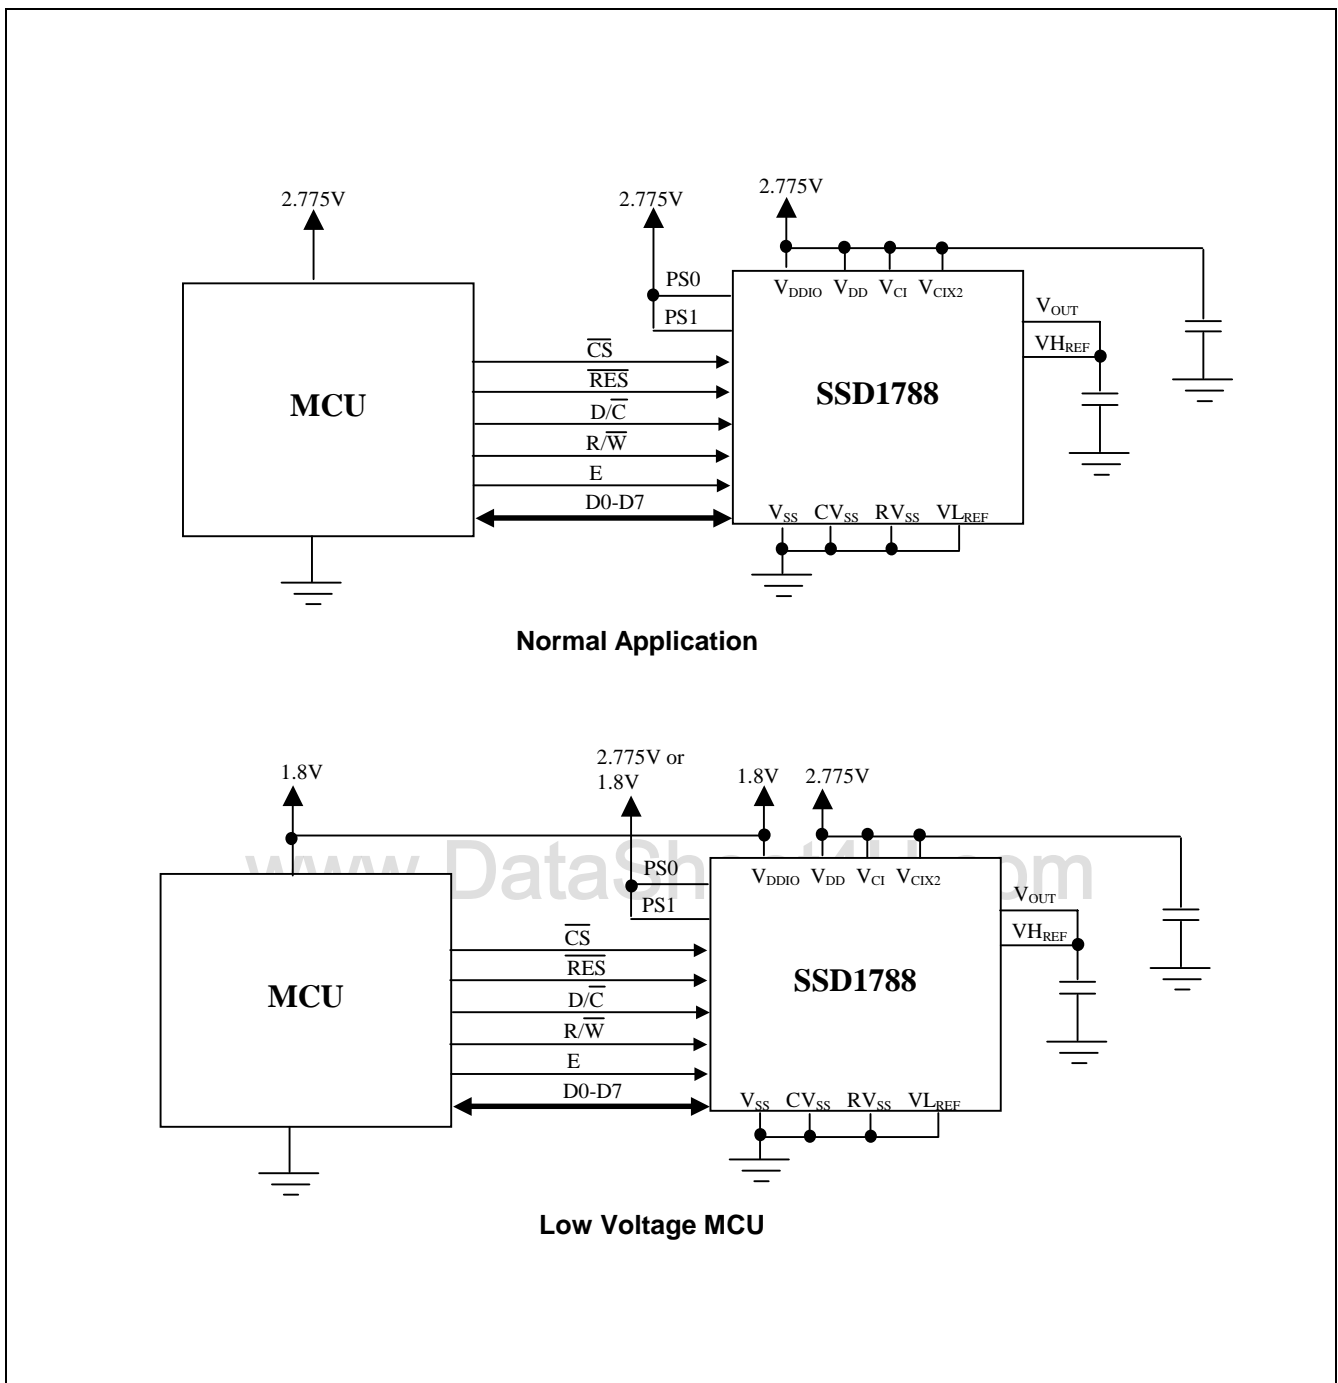 2.775V 2.775V 2.775V
PS0 VDDIO VDD VCI VCIX2
PS1 VOUT
CS VHREF
RES
MCU D/C SSD1788
R/W
E
D0-D7 VSS CVSS RVSS VLREF
Normal Application
1.8V 2.775V or 1.8V 2.775V
1.8V
www.DataSheet4U.com
PS0 VDDIO VDD VCI VCIX2
PS1 VOUT
CS VHREF
RES
MCU D/C SSD1788
R/W
E
D0-D7 VSS CVSS RVSS VLREF
Low Voltage MCU